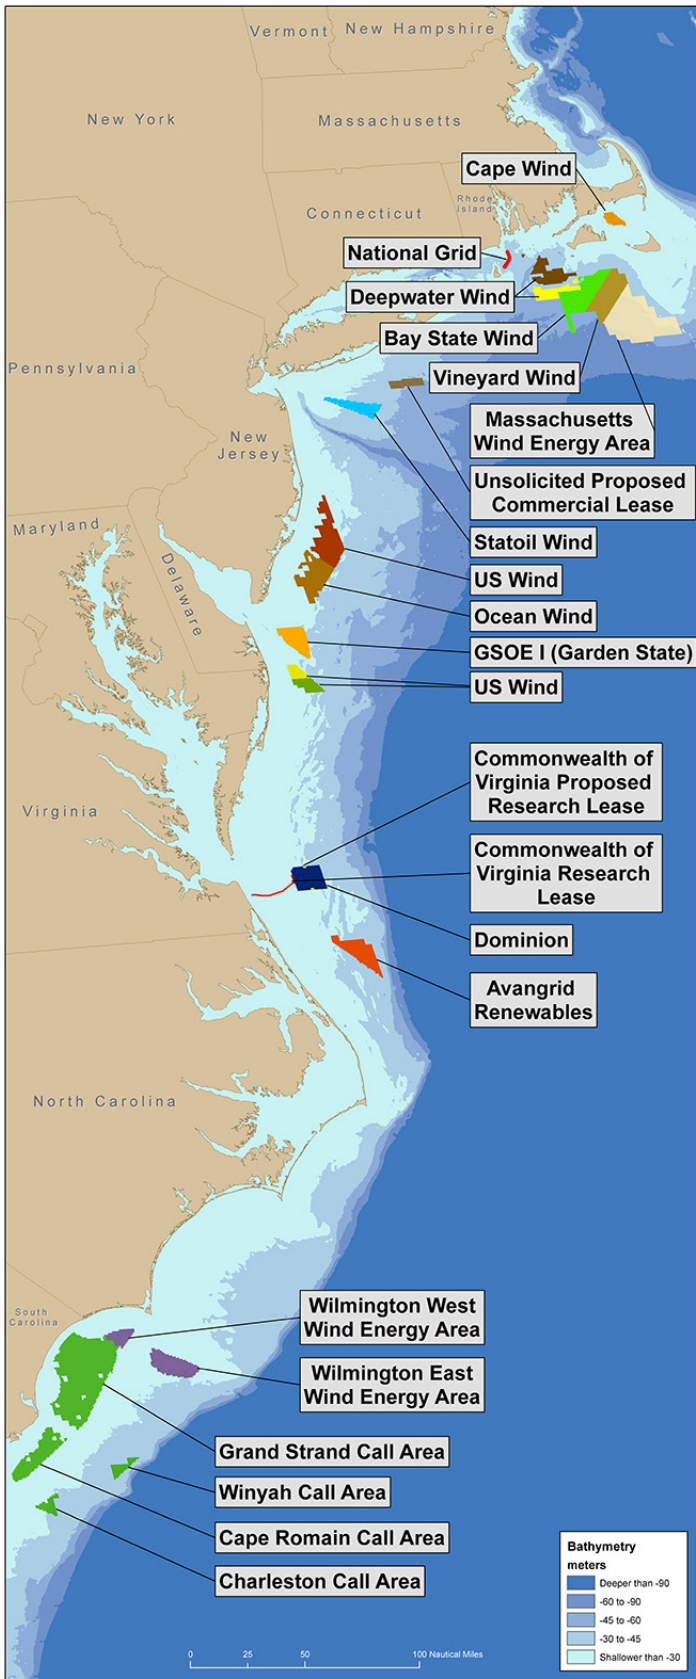 Vermont
New Hampshire
New York
Massachusetts
Cape Wind
Rhode
Island
Connecticut
National Grid
Deepwater Wind
Bay State Wind
Pennsylvania
Vineyard Wind
Massachusetts
Wind Energy Area
New
Jersey
Unsolicited Proposed
Commercial Lease
Maryland
Statoil Wind
Delaware
US Wind
Ocean Wind
GSOE I (Garden State)
US Wind
Commonwealth of
Virginia Proposed
Research Lease
Virginia
Commonwealth of
Virginia Research
Lease
Dominion
Avangrid
Renewables
North Carolina
South
Carolina
Wilmington West
Wind Energy Area
Wilmington East
Wind Energy Area
Grand Strand Call Area
Winyah Call Area
Cape Romain Call Area
Charleston Call Area
Bathymetry
meters
Deeper than -90
-60 to -90
-45 to -60
-30 to -45
Shallower than -30
0 25 50 100 Nautical Miles